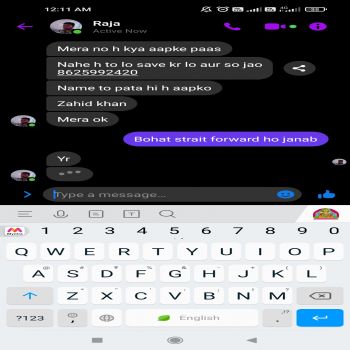 12:11 AM
Raja
Active Now
Mera no h kya aapke paas
Nahe h to lo save kr lo aur so jao
8625992420
Name to pata hi h aapko
Zahid khan
Mera ok
Bohat strait forward ho janab
Yr
Type a message...
1 2 3 4 5 6 7 8 9 0
Q W E R T Y U I O P
A S D F G H J K L
Z X C V B N M
?123 , English .